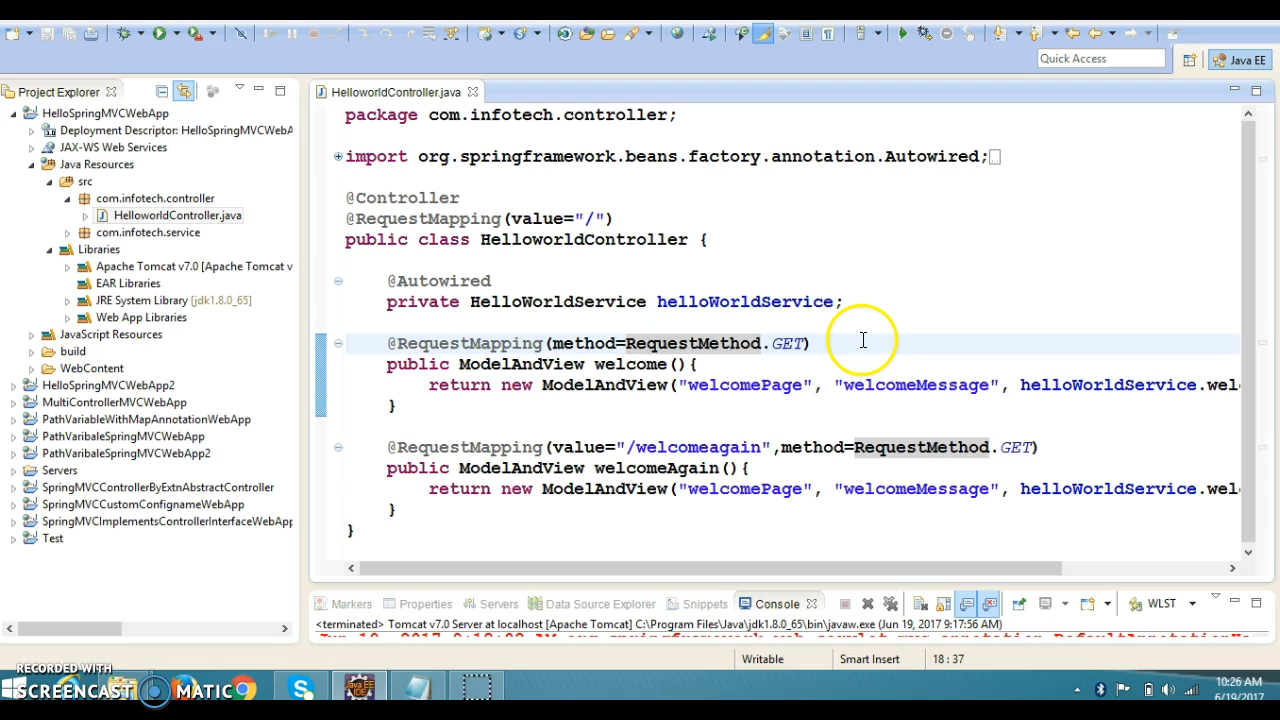 Quick Access
Java EE
Project Explorer
HelloSpringMVCWebApp
Deployment Descriptor: HelloSpringMVCWebA
JAX-WS Web Services
Java Resources
src
com.infotech.controller
HelloworldController.java
com.infotech.service
Libraries
Apache Tomcat v7.0 [Apache Tomcat v
EAR Libraries
JRE System Library [jdk1.8.0_65]
Web App Libraries
JavaScript Resources
build
WebContent
HelloSpringMVCWebApp2
MultiControllerMVCWebApp
PathVariableWithMapAnnotationWebApp
PathVaribaleSpringMVCWebApp
PathVaribaleSpringMVCWebApp2
Servers
SpringMVCControllerByExtnAbstractController
SpringMVCCustomConfignameWebApp
SpringMVCImplementsControllerInterfaceWebApp
Test
HelloworldController.java
package com.infotech.controller;
import org.springframework.beans.factory.annotation.Autowired;
@Controller
@RequestMapping(value="/")
public class HelloworldController {
@Autowired
private HelloWorldService helloWorldService;
@RequestMapping(method=RequestMethod.GET)
public ModelAndView welcome(){
return new ModelAndView("welcomePage", "welcomeMessage", helloWorldService.wel
}
@RequestMapping(value="/welcomeagain",method=RequestMethod.GET)
public ModelAndView welcomeAgain(){
return new ModelAndView("welcomePage", "welcomeMessage", helloWorldService.wel
}
}
Markers Properties Servers Data Source Explorer Snippets Console WLST
<terminated> Tomcat v7.0 Server at localhost [Apache Tomcat] C:\Program Files\Java\jdk1.8.0_65\bin\javaw.exe (Jun 19, 2017 9:17:56 AM)
Writable Smart Insert 18 : 37
RECORDED WITH
SCREENCAST MATIC
10:26 AM
6/19/2017